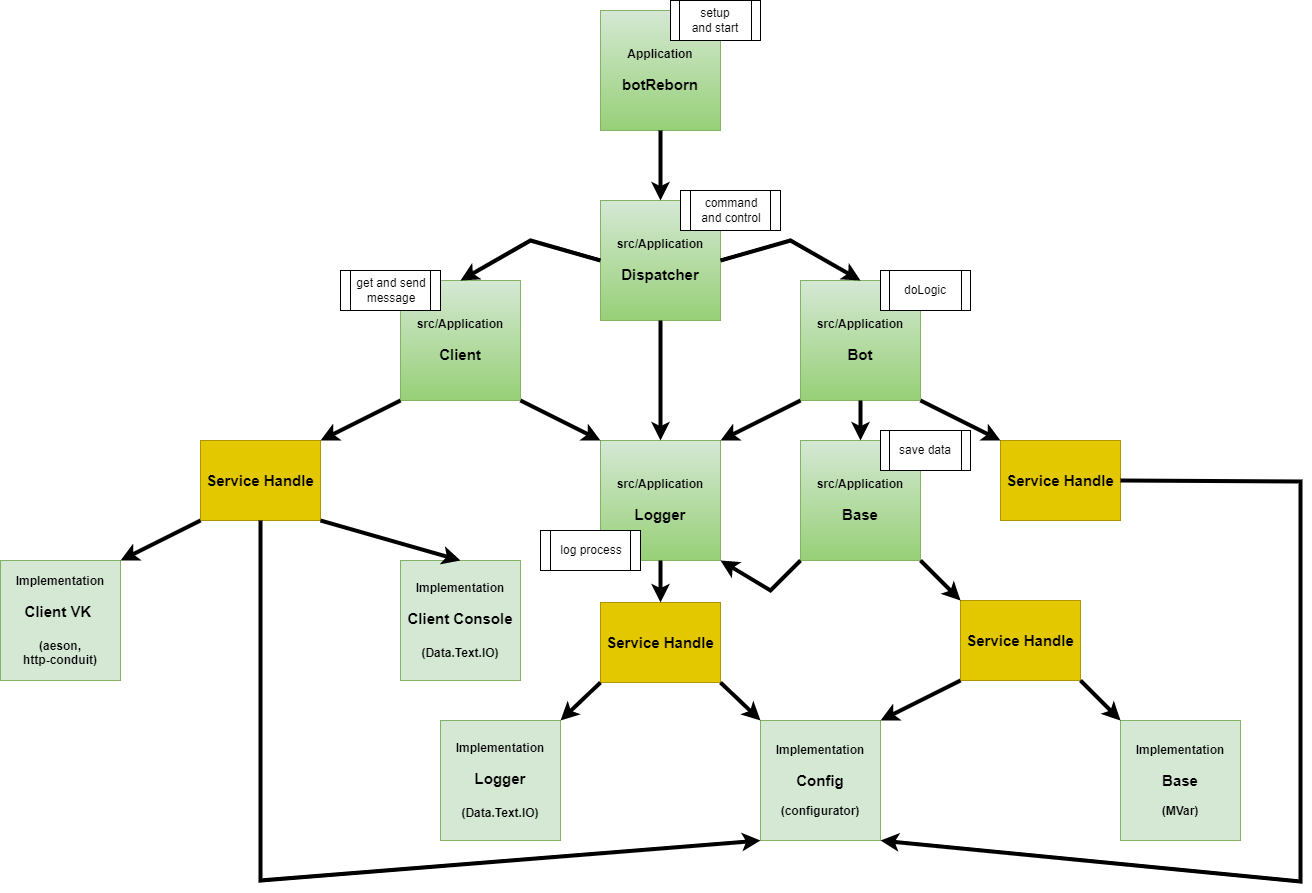 setup
and start
Application
botReborn
command
and control
src/Application
Dispatcher
get and send
message
src/Application
Client
doLogic
src/Application
Bot
Service Handle
src/Application
Logger
log process
save data
src/Application
Base
Service Handle
Implementation
Client VK
(aeson,
http-conduit)
Implementation
Client Console
(Data.Text.IO)
Service Handle
Service Handle
Implementation
Logger
(Data.Text.IO)
Implementation
Config
(configurator)
Implementation
Base
(MVar)